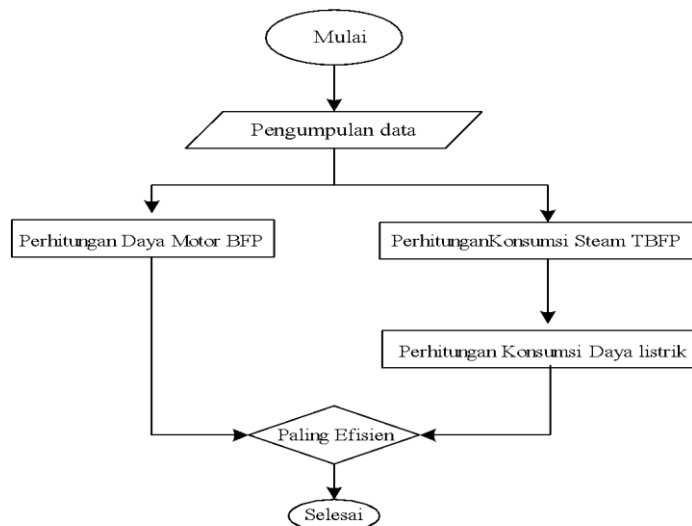 Mulai
Pengumpulan data
Perhitungan Daya Motor BFP
PerhitunganKonsumsi Steam TBFP
Perhitungan Konsumsi Daya listrik
Paling Efisien
Selesai